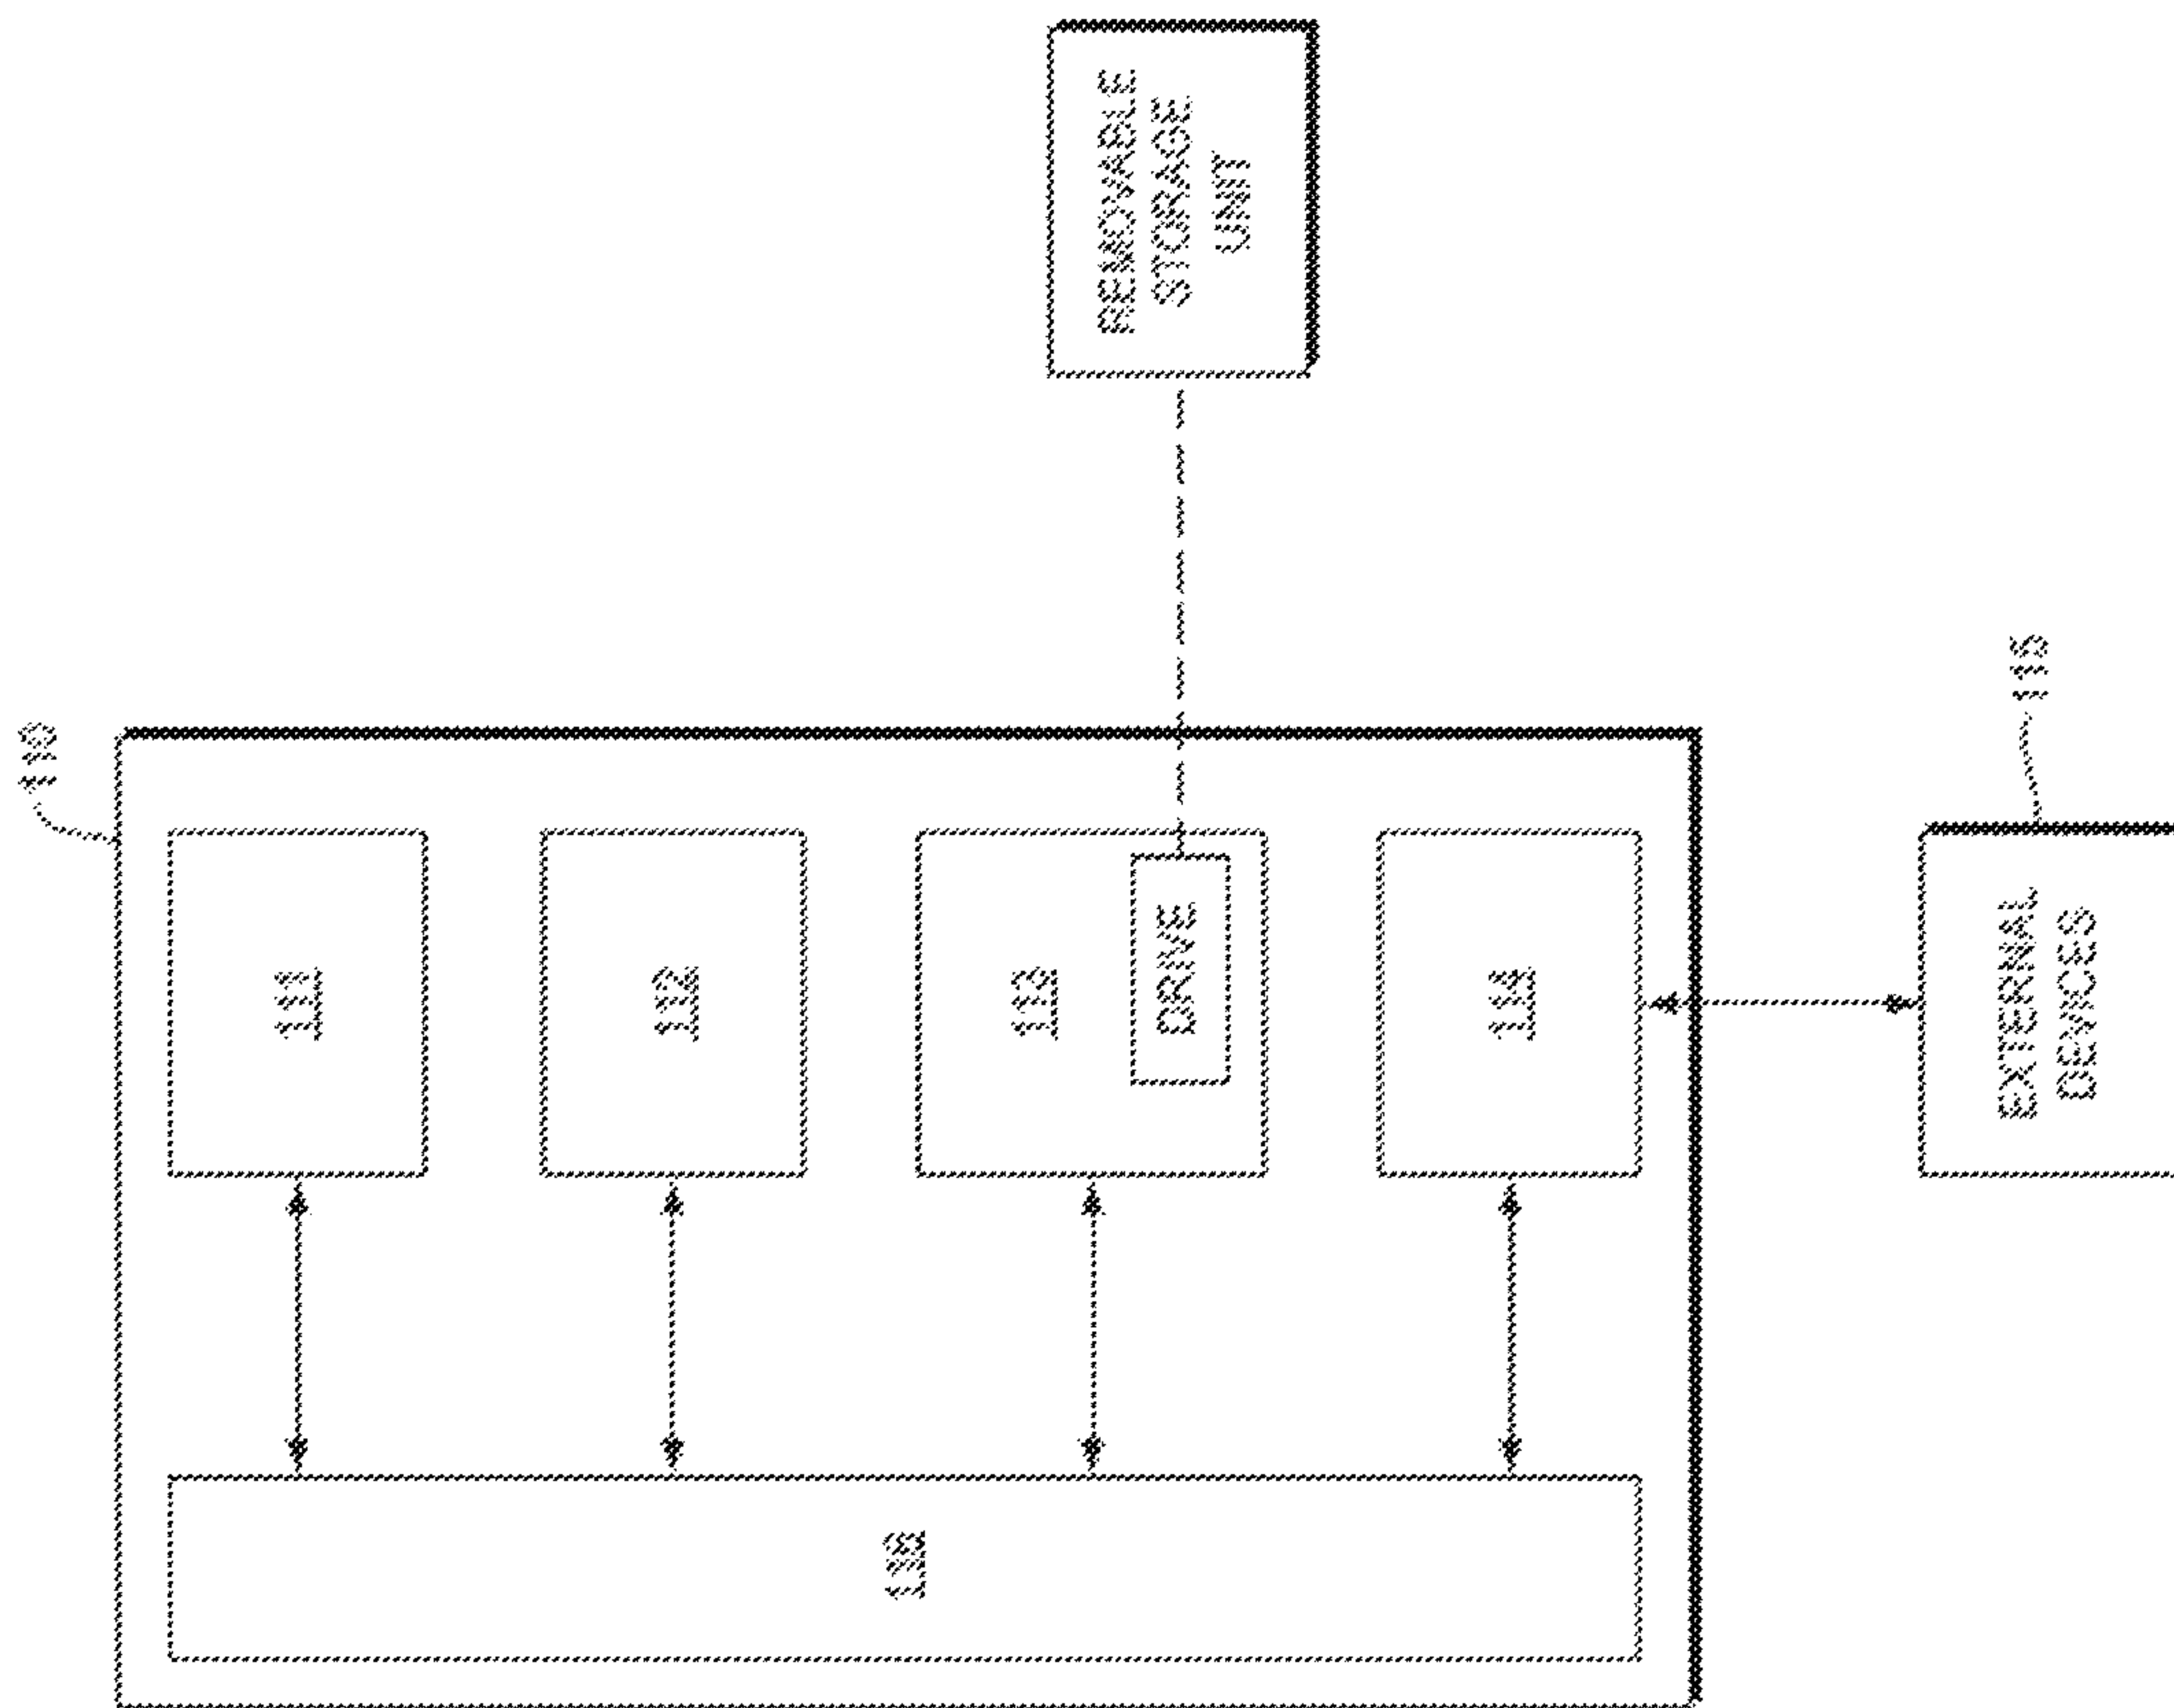 110
111
112
116
113
REMOVABLE
STORAGE
UNIT
DRIVE
114
EXTERNAL
DEVICES
115